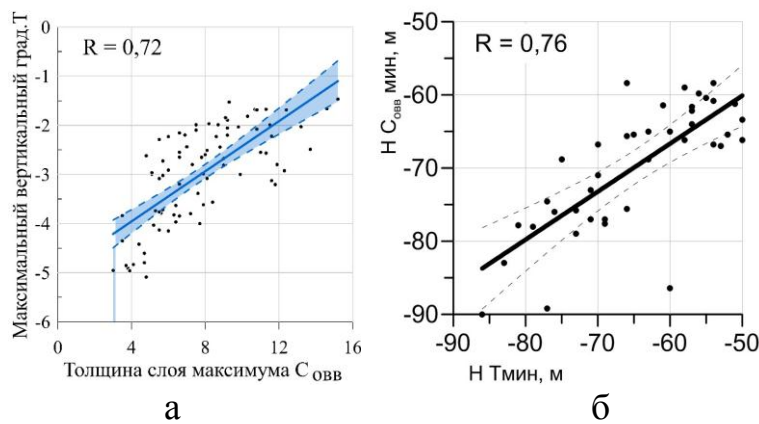 Максимальный вертикальный град.Т
0
-1
-2
-3
-4
-5
-6
R = 0,72
0
4
8
12
16
Толщина слоя максимума С ОВВ
а
H С ОВВ мин, м
-50
-60
-70
-80
-90
R = 0,76
-90
-80
-70
-60
-50
H Тмин, м
б